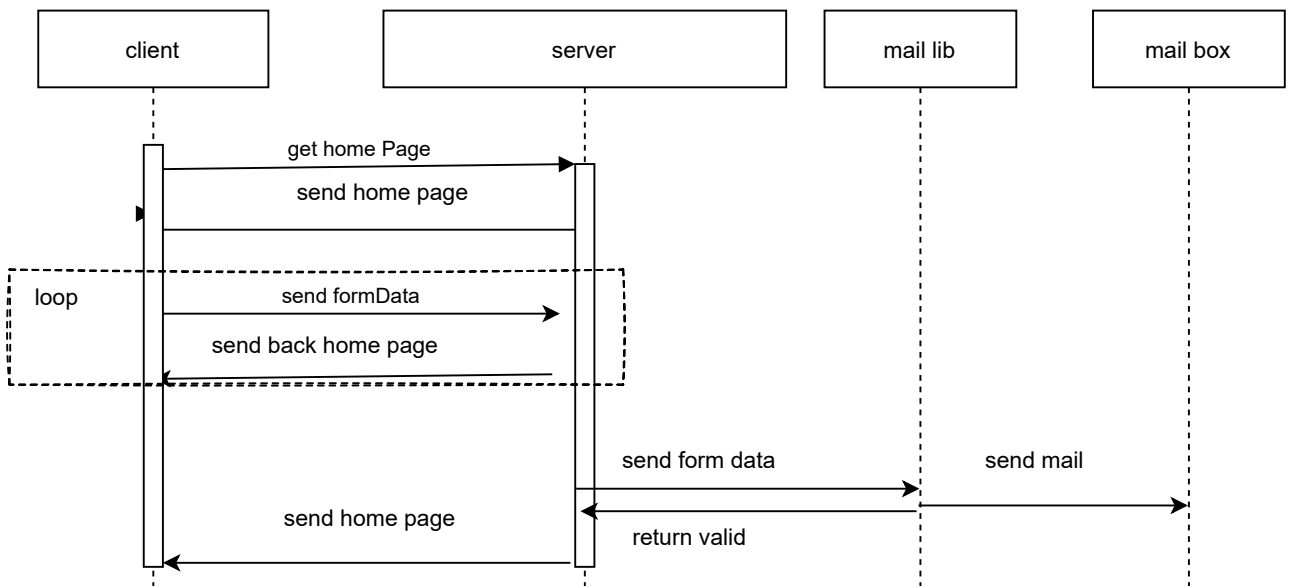 client
server
mail lib
mail box
get home Page
send home page
loop
send formData
send back home page
send form data
send mail
send home page
return valid